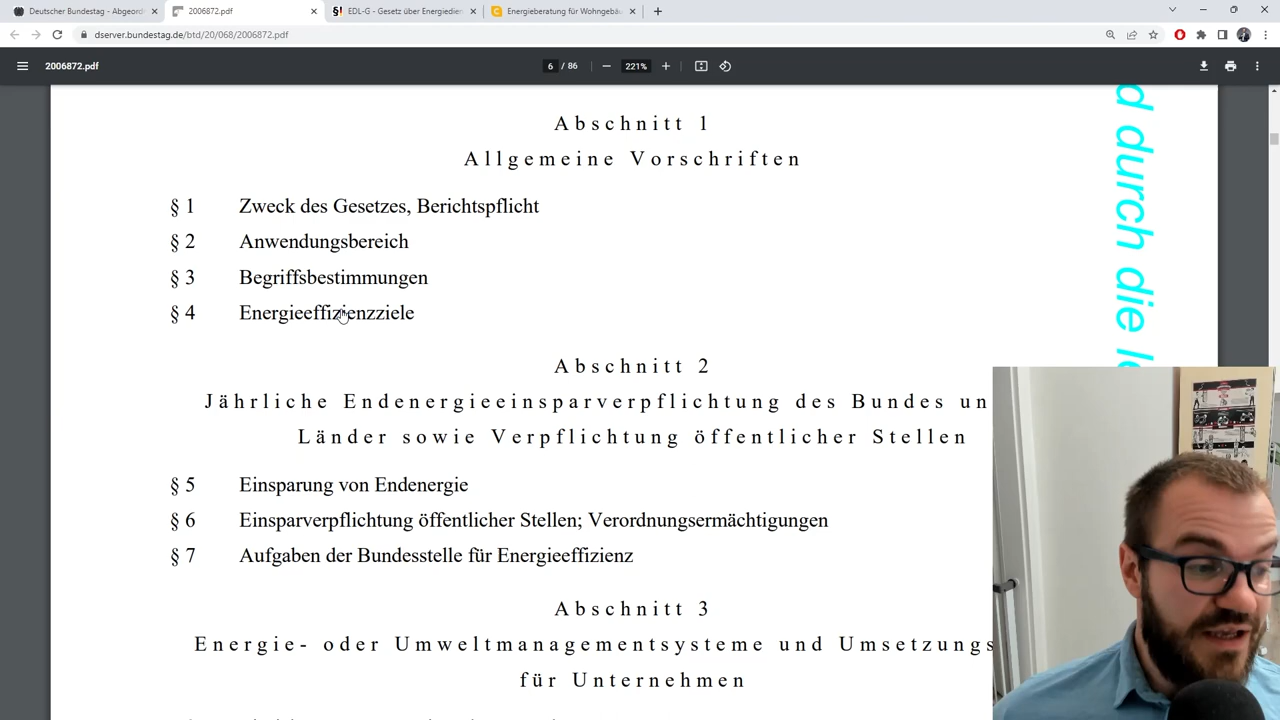 Deutscher Bundestag - Abgeord
2006872.pdf
EDL-G - Gesetz über Energiedien
Energieberatung für Wohngebäu
dserver.bundestag.de/btd/20/068/2006872.pdf
2006872.pdf
6 / 86
221%
Abschnitt 1
Allgemeine Vorschriften
§ 1 Zweck des Gesetzes, Berichtspflicht
§ 2 Anwendungsbereich
§ 3 Begriffsbestimmungen
§ 4 Energieeffizienzziele
Abschnitt 2
Jährliche Endenergieeinsparverpflichtung des Bundes un
Länder sowie Verpflichtung öffentlicher Stellen
§ 5 Einsparung von Endenergie
§ 6 Einsparverpflichtung öffentlicher Stellen; Verordnungsermächtigungen
§ 7 Aufgaben der Bundesstelle für Energieeffizienz
Abschnitt 3
Energie- oder Umweltmanagementsysteme und Umsetzungs
für Unternehmen
d durch die le